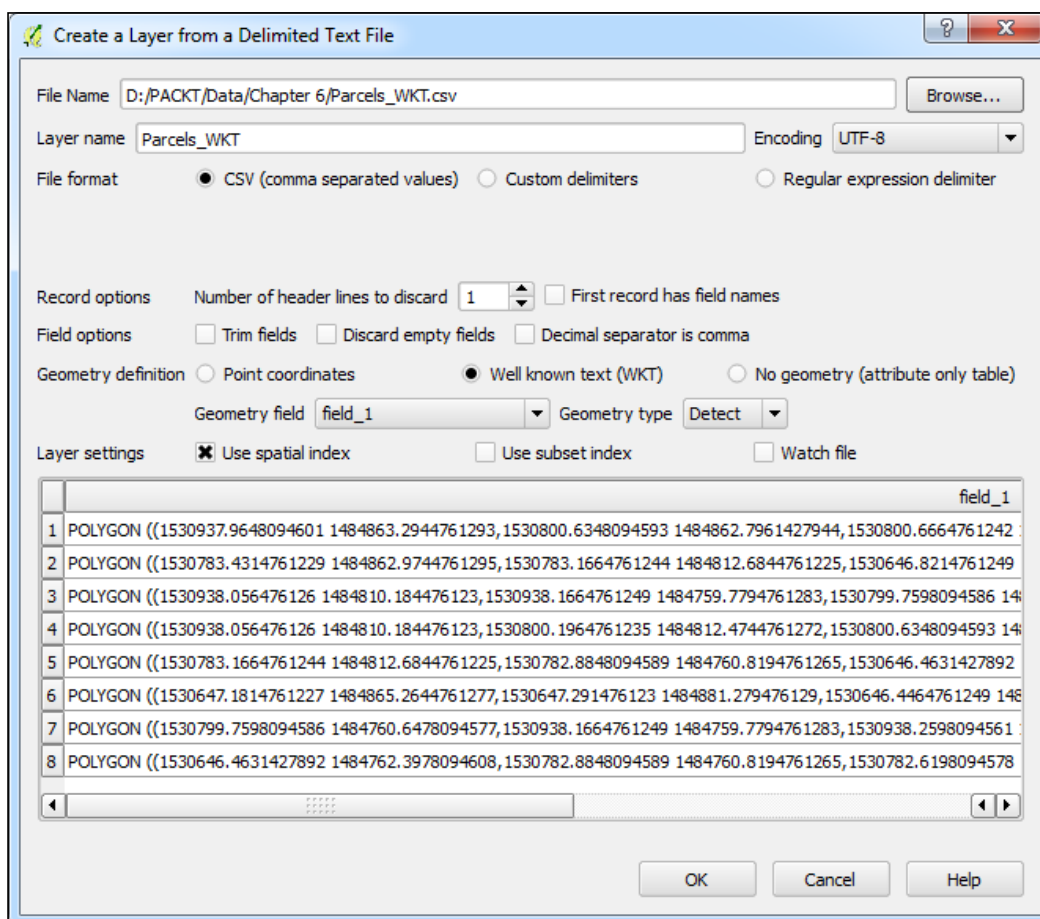 Create a Layer from a Delimited Text File
File Name D:/PACKT/Data/Chapter 6/Parcels_WKT.csv Browse...
Layer name Parcels_WKT Encoding UTF-8
File format CSV (comma separated values) Custom delimiters Regular expression delimiter
Record options Number of header lines to discard 1 First record has field names
Field options Trim fields Discard empty fields Decimal separator is comma
Geometry definition Point coordinates Well known text (WKT) No geometry (attribute only table)
Geometry field field_1 Geometry type Detect
Layer settings Use spatial index Use subset index Watch file
field_1
1 POLYGON ((1530937.9648094601 1484863.2944761293,1530800.6348094593 1484862.7961427944,1530800.6664761242
2 POLYGON ((1530783.4314761229 1484862.9744761295,1530783.1664761244 1484812.6844761225,1530646.8214761249
3 POLYGON ((1530938.056476126 1484810.184476123,1530938.1664761249 1484759.7794761283,1530799.7598094586 148
4 POLYGON ((1530938.056476126 1484810.184476123,1530800.1964761235 1484812.4744761272,1530800.6348094593 148
5 POLYGON ((1530783.1664761244 1484812.6844761225,1530782.8848094589 1484760.8194761265,1530646.4631427892
6 POLYGON ((1530647.1814761227 1484865.2644761277,1530647.291476123 1484881.279476129,1530646.4464761249 148
7 POLYGON ((1530799.7598094586 1484760.6478094577,1530938.1664761249 1484759.7794761283,1530938.2598094561
8 POLYGON ((1530646.4631427892 1484762.3978094608,1530782.8848094589 1484760.8194761265,1530782.6198094578
OK Cancel Help